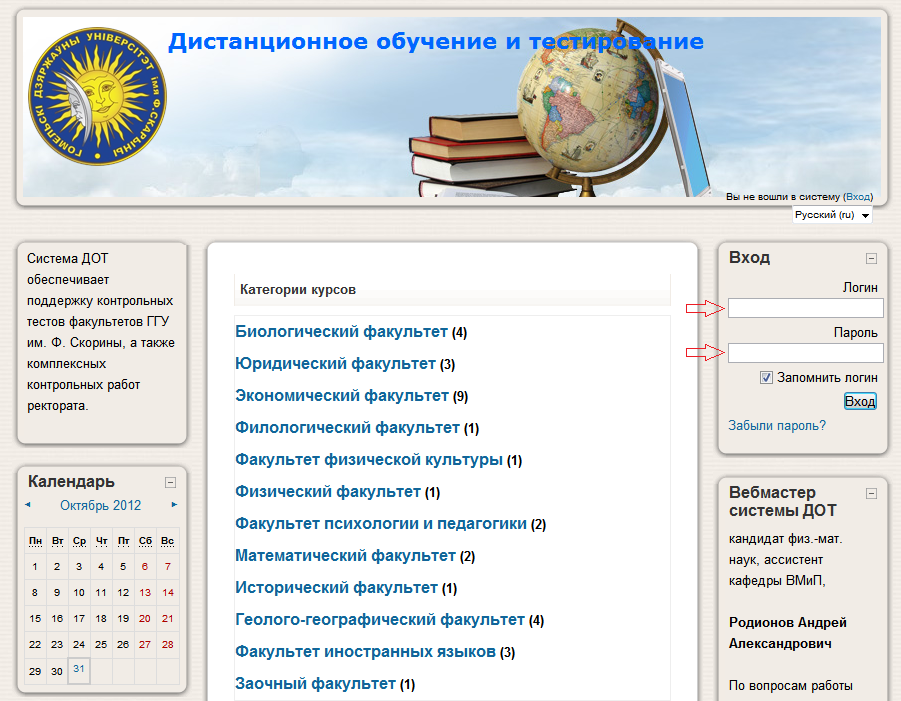 ГОМЕЛЬСКІ ДЗЯРЖАЎНЫ УНІВЕРСІТЭТ імя Ф.СКАРЫНЫ
Дистанционное обучение и тестирование
Вы не вошли в систему (Вход)
Русский (ru)
Система ДОТ
обеспечивает
поддержку контрольных
тестов факультетов ГГУ
им. Ф. Скорины, а также
комплексных
контрольных работ
ректората.
Календарь
Октябрь 2012
Пн Вт Ср Чт Пт Сб Вс
1 2 3 4 5 6 7
8 9 10 11 12 13 14
15 16 17 18 19 20 21
22 23 24 25 26 27 28
29 30 31
Категории курсов
Биологический факультет (4)
Юридический факультет (3)
Экономический факультет (9)
Филологический факультет (1)
Факультет физической культуры (1)
Физический факультет (1)
Факультет психологии и педагогики (2)
Математический факультет (2)
Исторический факультет (1)
Геолого-географический факультет (4)
Факультет иностранных языков (3)
Заочный факультет (1)
Вход
Логин
Пароль
Запомнить логин
Вход
Забыли пароль?
Вебмастер
системы ДОТ
кандидат физ.-мат.
наук, ассистент
кафедры ВМиП,
Родионов Андрей
Александрович
По вопросам работы